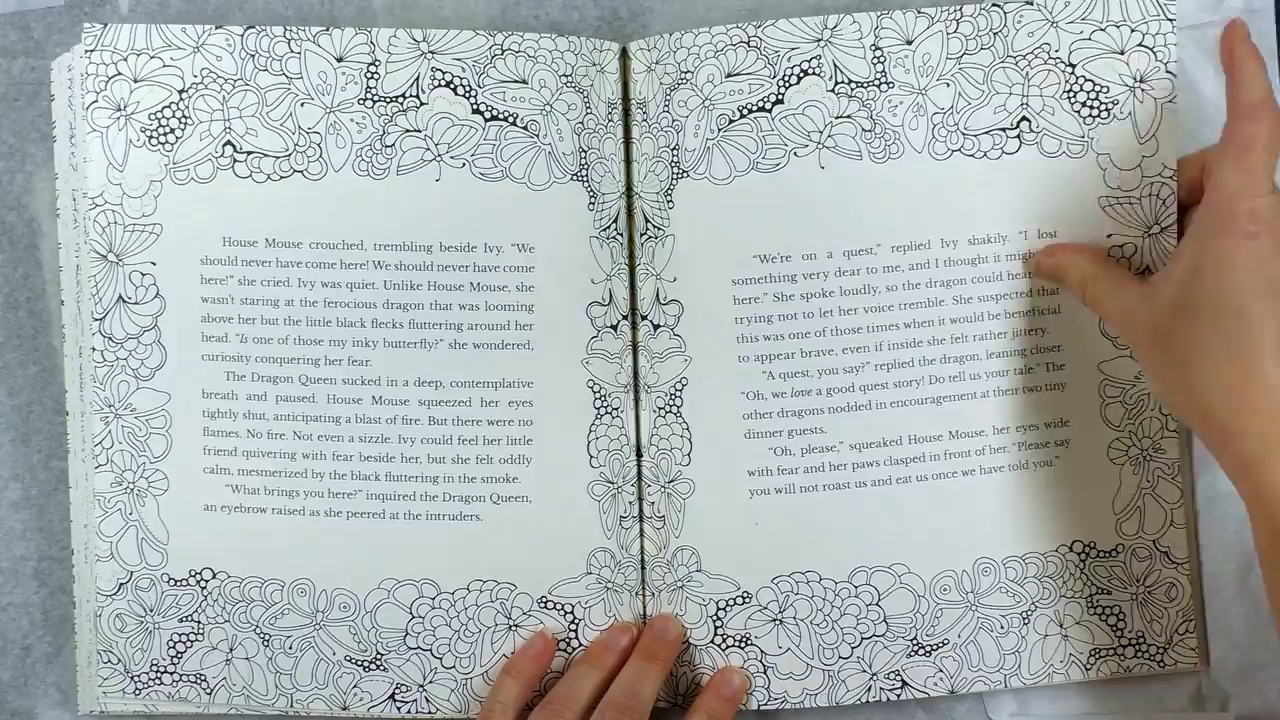 House Mouse crouched, trembling beside Ivy. “We
should never have come here! We should never have come
here!” she cried. Ivy was quiet. Unlike House Mouse, she
wasn’t staring at the ferocious dragon that was looming
above her but the little black flecks fluttering around her
head. “Is one of those my inky butterfly?” she wondered,
curiosity conquering her fear.
The Dragon Queen sucked in a deep, contemplative
breath and paused. House Mouse squeezed her eyes
tightly shut, anticipating a blast of fire. But there were no
flames. No fire. Not even a sizzle. Ivy could feel her little
friend quivering with fear beside her, but she felt oddly
calm, mesmerized by the black fluttering in the smoke.
“What brings you here?” inquired the Dragon Queen,
an eyebrow raised as she peered at the intruders.
“We’re on a quest,” replied Ivy shakily. “I lost
something very dear to me, and I thought it
here.” She spoke loudly, so the dragon could hear
trying not to let her voice tremble. She suspected that
this was one of those times when it would be beneficial
to appear brave, even if inside she felt rather jittery.
“A quest, you say?” replied the dragon, leaning closer.
“Oh, we love a good quest story! Do tell us your tale.” The
other dragons nodded in encouragement at their two tiny
dinner guests.
“Oh, please,” squeaked House Mouse, her eyes wide
with fear and her paws clasped in front of her. “Please say
you will not roast us and eat us once we have told you.”